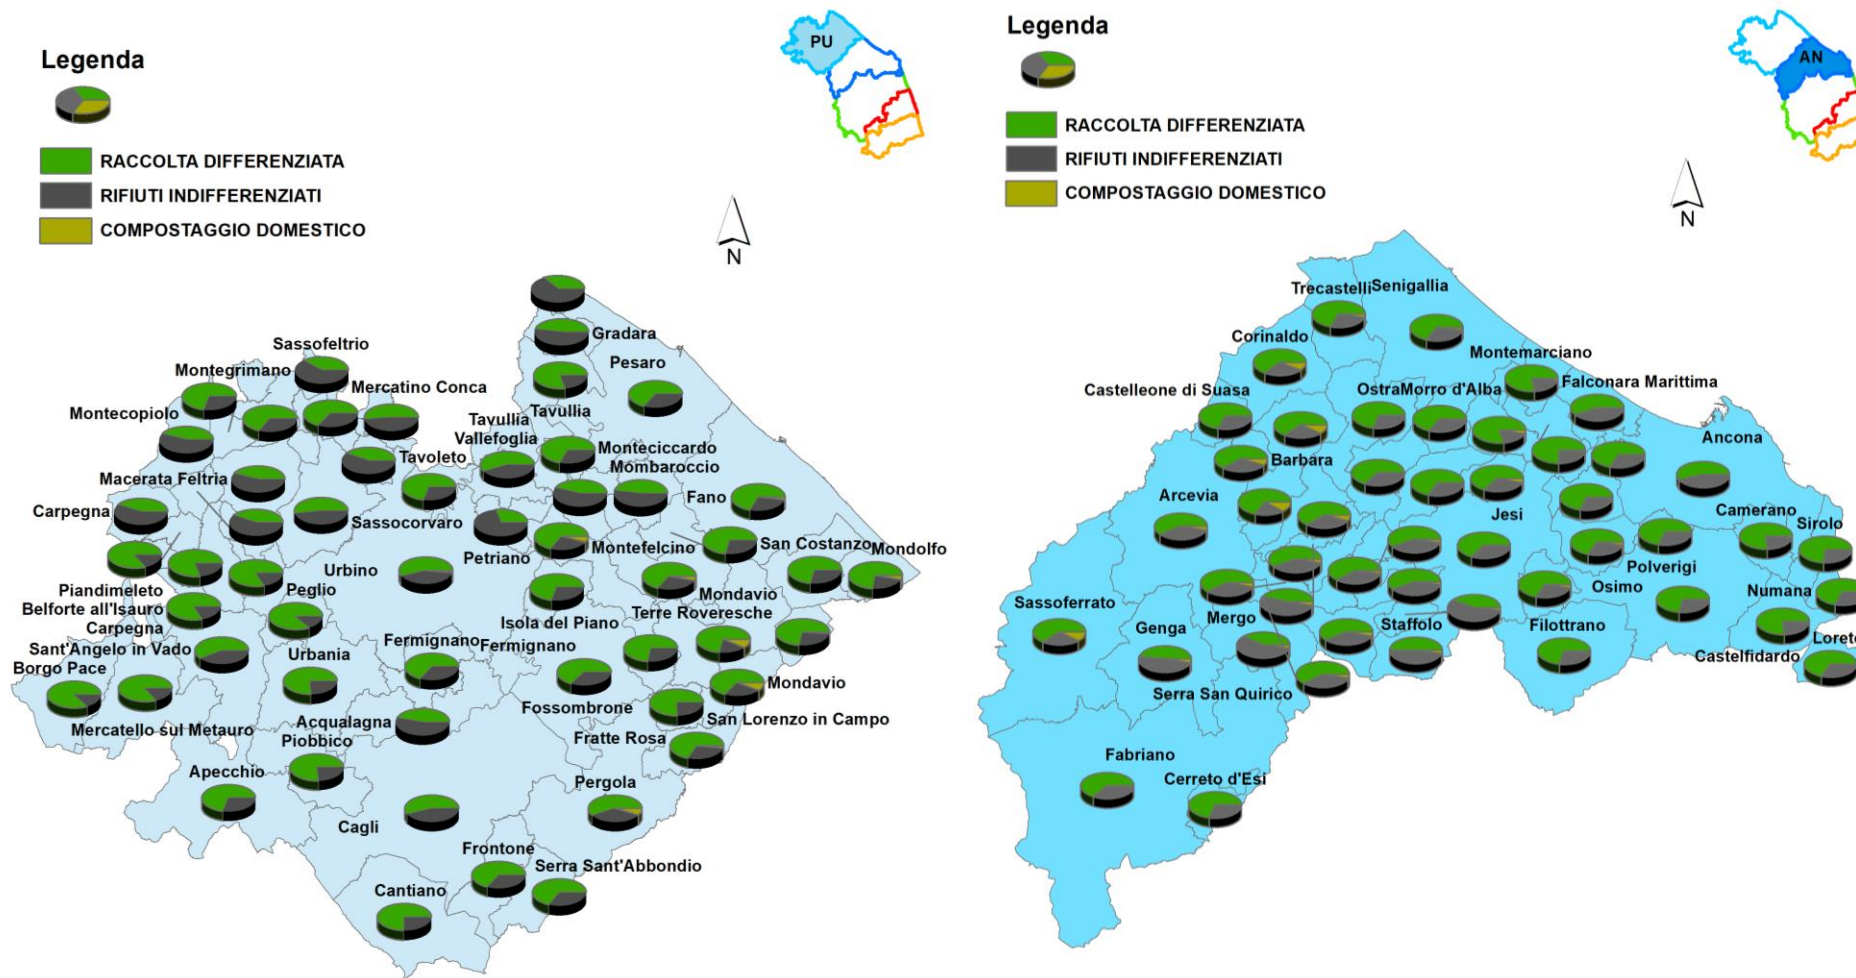 Legenda
PU
RACCOLTA DIFFERENZIATA
RIFIUTI INDIFFERENZIATI
COMPOSTAGGIO DOMESTICO
N
Gradara
Sassofeltrio
Pesaro
Montegrimano
Mercatino Conca
Montecopiolo
Tavullia
Tavullia
Vallefoglia
Monteciccardo
Tavoleto
Mombaroccio
Macerata Feltria
Fano
Carpegna
Sassocorvaro
Petriano
Montefelcino
San Costanzo
Mondolfo
Urbino
Piandimeleto
Peglio
Mondavio
Belforte all'Isauro
Terre Roveresche
Isola del Piano
Carpegna
Fermignano
Fermignano
Sant'Angelo in Vado
Urbania
Borgo Pace
Mondavio
Fossombrone
San Lorenzo in Campo
Acqualagna
Mercatello sul Metauro
Fratte Rosa
Piobbico
Apecchio
Pergola
Cagli
Frontone
Serra Sant'Abbondio
Cantiano
Legenda
AN
RACCOLTA DIFFERENZIATA
RIFIUTI INDIFFERENZIATI
COMPOSTAGGIO DOMESTICO
N
Trecastelli
Senigallia
Corinaldo
Montemarciano
Castelleone di Suasa
Ostra
Morro d'Alba
Falconara Marittima
Ancona
Barbara
Arcevia
Jesi
Camerano
Sirolo
Polverigi
Osimo
Numana
Sassoferrato
Genga
Mergo
Staffolo
Filottrano
Loreto
Castelfidardo
Serra San Quirico
Fabriano
Cerreto d'Esi